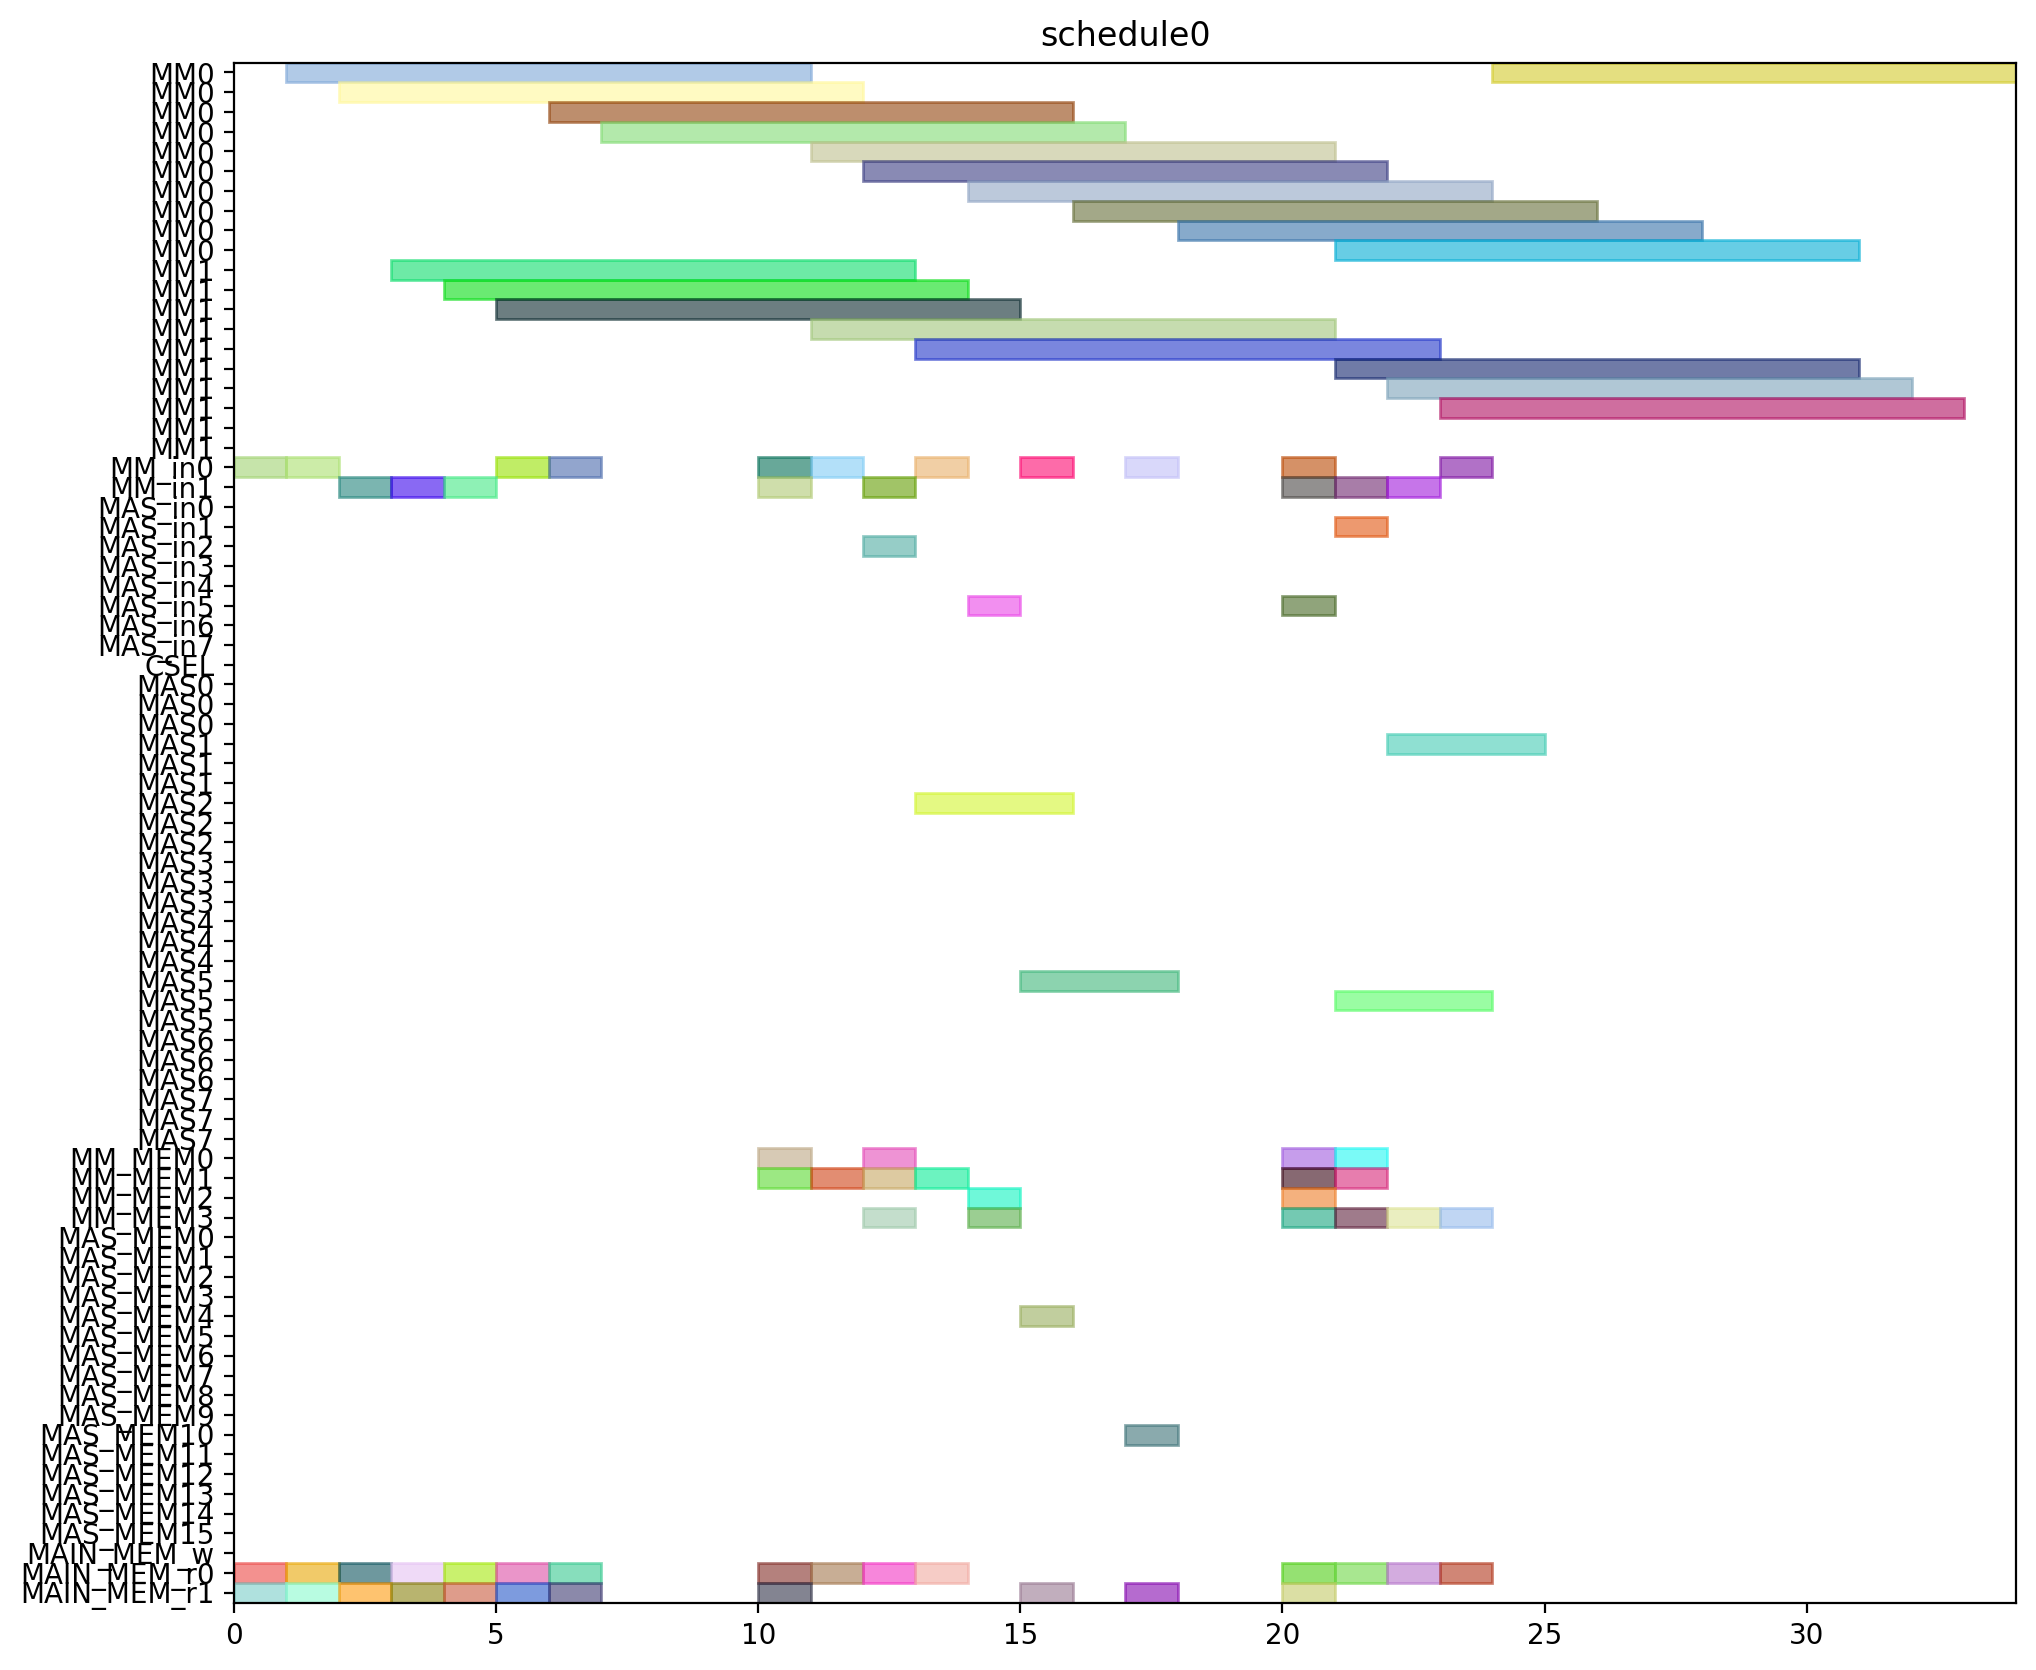 schedule0
MM0
MM0
MM0
MM0
MM0
MM0
MM0
MM0
MM0
MM0
MM1
MM1
MM1
MM1
MM1
MM1
MM1
MM1
MM1
MM1
MM_in0
MM_in1
MAS_in0
MAS_in1
MAS_in2
MAS_in3
MAS_in4
MAS_in5
MAS_in6
MAS_in7
CSEL
MAS0
MAS0
MAS0
MAS1
MAS1
MAS1
MAS2
MAS2
MAS2
MAS3
MAS3
MAS3
MAS4
MAS4
MAS4
MAS5
MAS5
MAS5
MAS6
MAS6
MAS6
MAS7
MAS7
MAS7
MM_MEM0
MM_MEM1
MM_MEM2
MM_MEM3
MAS_MEM0
MAS_MEM1
MAS_MEM2
MAS_MEM3
MAS_MEM4
MAS_MEM5
MAS_MEM6
MAS_MEM7
MAS_MEM8
MAS_MEM9
MAS_MEM10
MAS_MEM11
MAS_MEM12
MAS_MEM13
MAS_MEM14
MAS_MEM15
MAIN_MEM_w
MAIN_MEM_r0
MAIN_MEM_r1
0 5 10 15 20 25 30